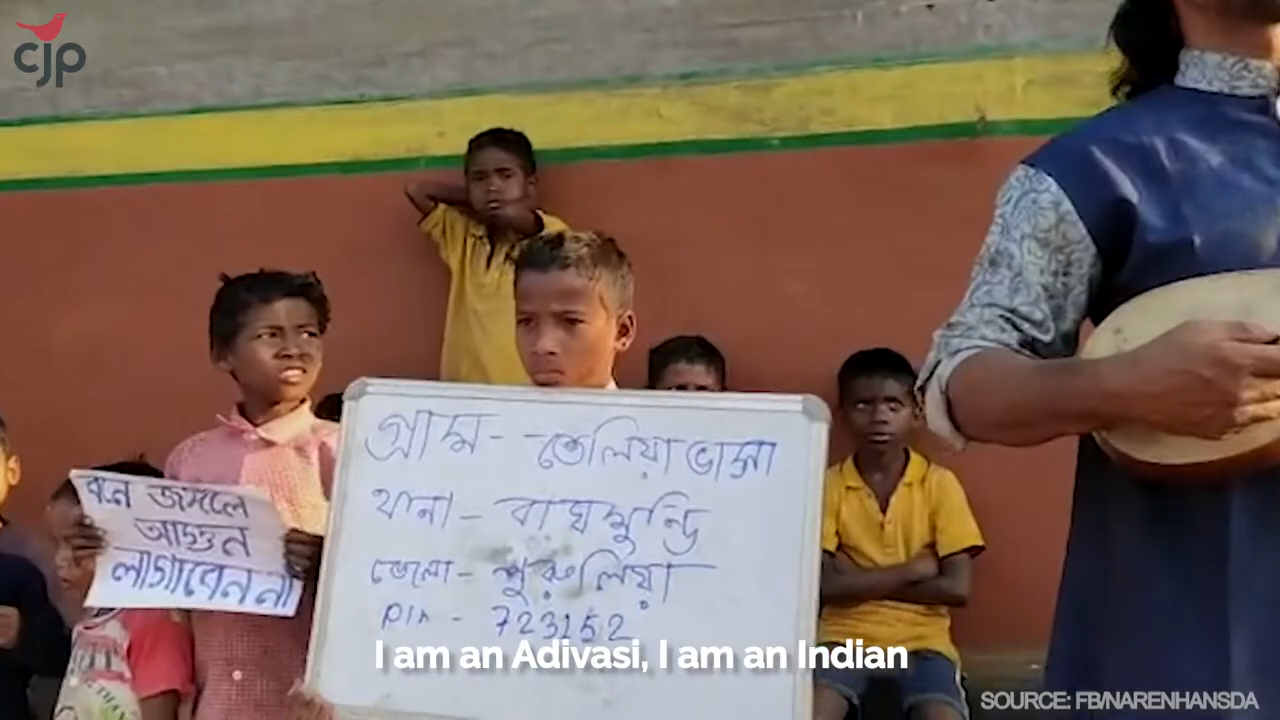 cjp
বনে জঙ্গলে
আগুন
লাগাবেন না
গ্রাম - তেলিয়াভাসা
থানা - বাঘমুন্ডি
জেলা - পুরুলিয়া
pin - 723152
I am an Adivasi, I am an Indian
SOURCE: FB/NARENHANSDA